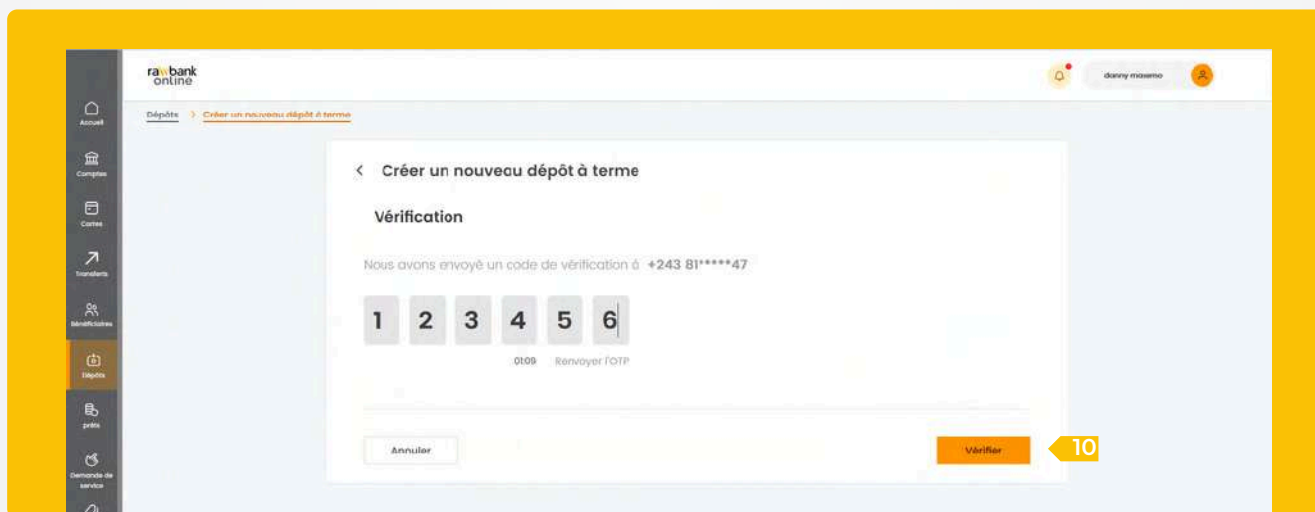 rawbank
online
danny maxemo
Dépôts > Créer un nouveau dépôt à terme
Accueil
Comptes
Cartes
Transferts
Bénéficiaires
Dépôts
prêts
Demande de
service
< Créer un nouveau dépôt à terme
Vérification
Nous avons envoyé un code de vérification à +243 81*****47
1 2 3 4 5 6
01:09 Renvoyer l'OTP
Annuler
Vérifier
10